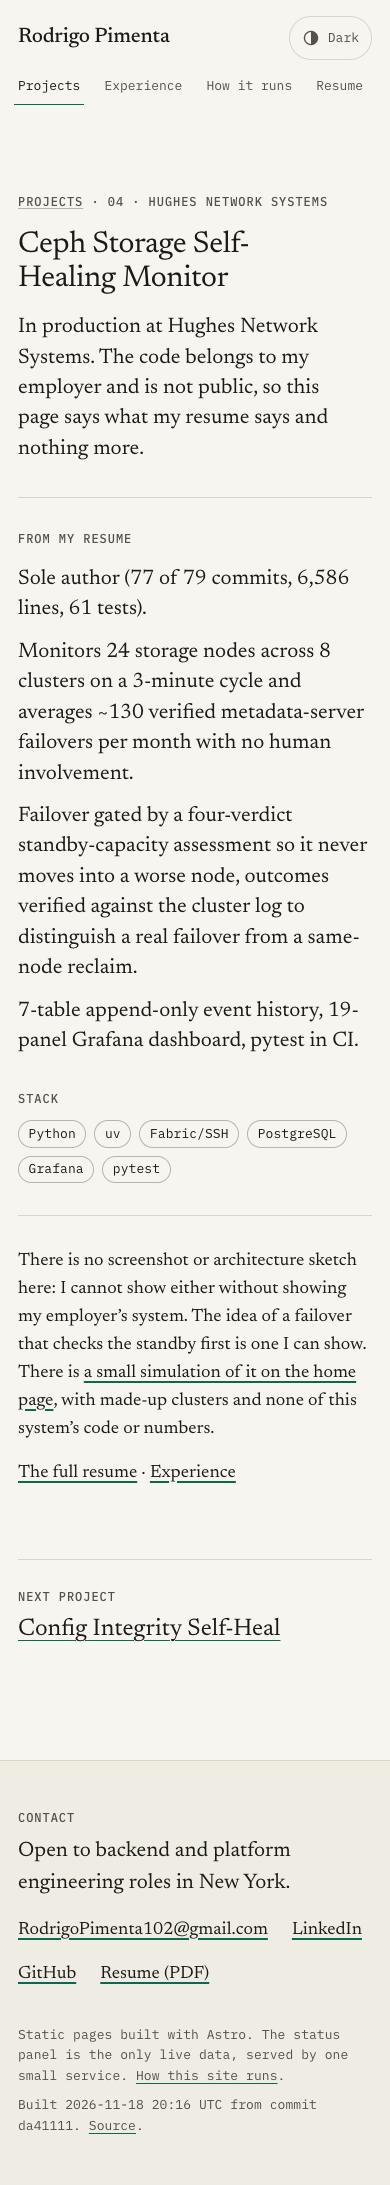 Rodrigo Pimenta
Dark
Projects Experience How it runs Resume
PROJECTS · 04 · HUGHES NETWORK SYSTEMS
Ceph Storage Self-
Healing Monitor
In production at Hughes Network
Systems. The code belongs to my
employer and is not public, so this
page says what my resume says and
nothing more.
FROM MY RESUME
Sole author (77 of 79 commits, 6,586
lines, 61 tests).
Monitors 24 storage nodes across 8
clusters on a 3-minute cycle and
averages ~130 verified metadata-server
failovers per month with no human
involvement.
Failover gated by a four-verdict
standby-capacity assessment so it never
moves into a worse node, outcomes
verified against the cluster log to
distinguish a real failover from a same-
node reclaim.
7-table append-only event history, 19-
panel Grafana dashboard, pytest in CI.
STACK
Python uv Fabric/SSH PostgreSQL
Grafana pytest
There is no screenshot or architecture sketch
here: I cannot show either without showing
my employer’s system. The idea of a failover
that checks the standby first is one I can show.
There is a small simulation of it on the home
page, with made-up clusters and none of this
system’s code or numbers.
The full resume · Experience
NEXT PROJECT
Config Integrity Self-Heal
CONTACT
Open to backend and platform
engineering roles in New York.
RodrigoPimenta102@gmail.com LinkedIn
GitHub Resume (PDF)
Static pages built with Astro. The status
panel is the only live data, served by one
small service. How this site runs.
Built 2026-11-18 20:16 UTC from commit
da41111. Source.